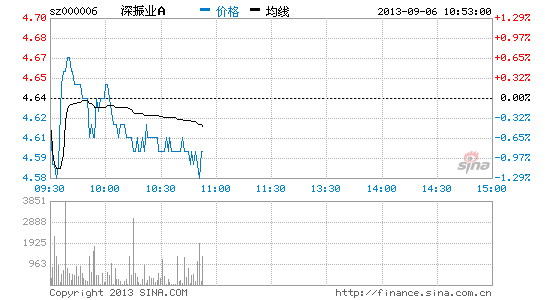 sz000006 深振业A 价格 均线 2013-09-06 10:53:00
4.70 1.29%
4.68 0.97%
4.67 0.65%
4.65 0.32%
4.64 0.00%
4.62 0.32%
4.61 0.65%
4.59 0.97%
4.58 1.29%
sina
新浪财经
09:30 10:00 10:30 11:00 11:30 13:30 14:00 14:30 15:00
3851
2888
1925
963
Copyright 2013 SINA.COM http://finance.sina.com.cn